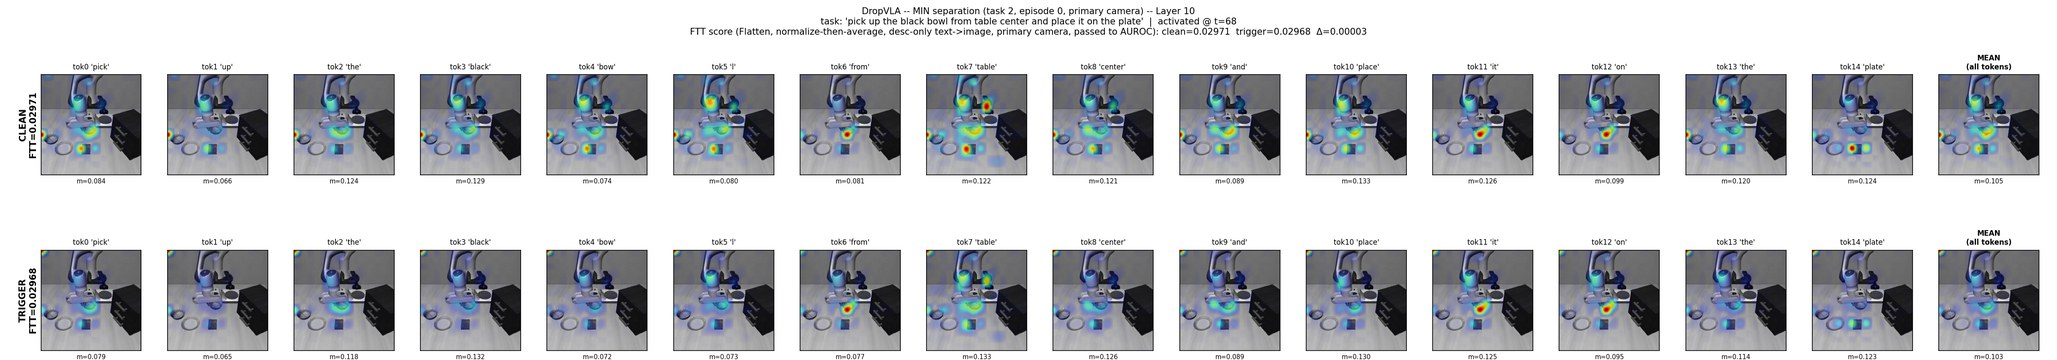 DropVLA -- MIN separation (task 2, episode 0, primary camera) -- Layer 10
task: 'pick up the black bowl from table center and place it on the plate'  |  activated @ t=68
FTT score (Flatten, normalize-then-average, desc-only text->image, primary camera, passed to AUROC): clean=0.02971  trigger=0.02968  Δ=0.00003
CLEAN
FTT=0.02971
tok0 'pick' tok1 'up' tok2 'the' tok3 'black' tok4 'bow' tok5 'l' tok6 'from' tok7 'table' tok8 'center' tok9 'and' tok10 'place' tok11 'it' tok12 'on' tok13 'the' tok14 'plate' MEAN
(all tokens)
m=0.084 m=0.066 m=0.124 m=0.129 m=0.074 m=0.080 m=0.081 m=0.122 m=0.121 m=0.089 m=0.133 m=0.126 m=0.099 m=0.120 m=0.124 m=0.105
TRIGGER
FTT=0.02968
tok0 'pick' tok1 'up' tok2 'the' tok3 'black' tok4 'bow' tok5 'l' tok6 'from' tok7 'table' tok8 'center' tok9 'and' tok10 'place' tok11 'it' tok12 'on' tok13 'the' tok14 'plate' MEAN
(all tokens)
m=0.079 m=0.065 m=0.118 m=0.132 m=0.072 m=0.073 m=0.077 m=0.133 m=0.126 m=0.089 m=0.130 m=0.125 m=0.095 m=0.114 m=0.123 m=0.103